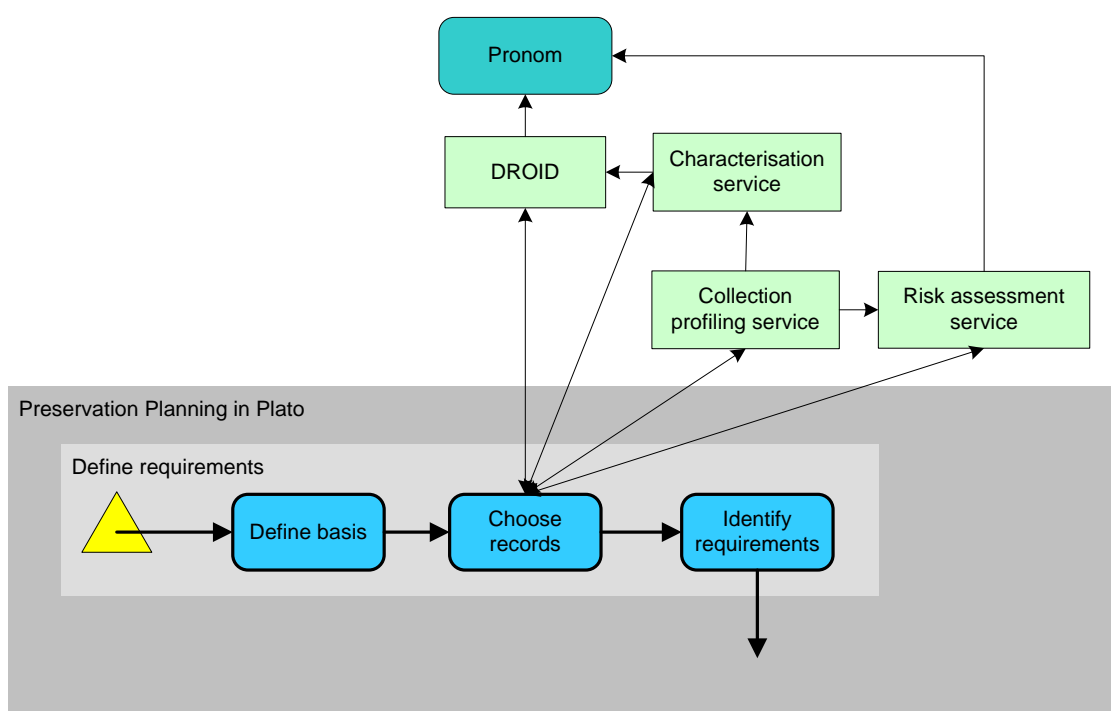 Pronom
DROID
Characterisation
service
Collection
profiling service
Risk assessment
service
Preservation Planning in Plato
Define requirements
Define basis
Choose
records
Identify
requirements